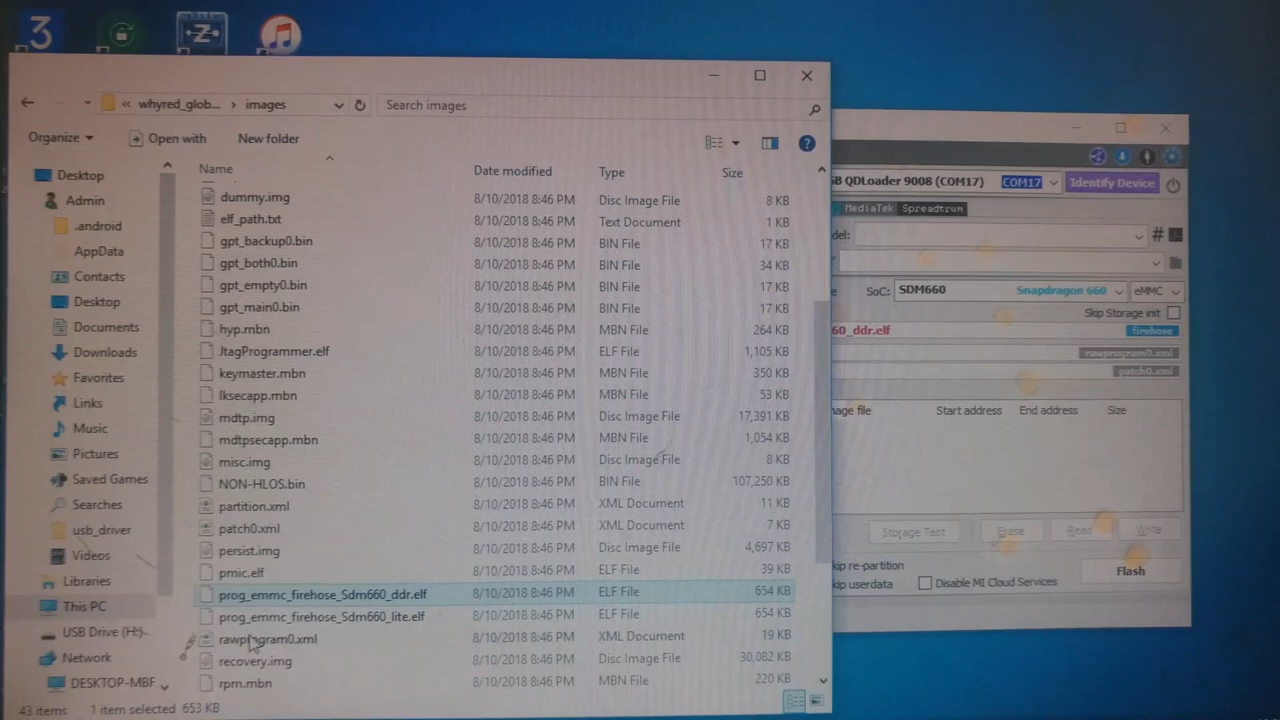 3
Z
whyred_glob... > images
Search images
Organize
Open with
New folder
Name
Date modified
Type
Size
Desktop
Admin
.android
AppData
Contacts
Desktop
Documents
Downloads
Favorites
Links
Music
Pictures
Saved Games
Searches
usb_driver
Videos
Libraries
This PC
USB Drive (H:)
Network
DESKTOP-MBF
dummy.img 8/10/2018 8:46 PM Disc Image File 8 KB
elf_path.txt 8/10/2018 8:46 PM Text Document 1 KB
gpt_backup0.bin 8/10/2018 8:46 PM BIN File 17 KB
gpt_both0.bin 8/10/2018 8:46 PM BIN File 34 KB
gpt_empty0.bin 8/10/2018 8:46 PM BIN File 17 KB
gpt_main0.bin 8/10/2018 8:46 PM BIN File 17 KB
hyp.mbn 8/10/2018 8:46 PM MBN File 264 KB
JtagProgrammer.elf 8/10/2018 8:46 PM ELF File 1,105 KB
keymaster.mbn 8/10/2018 8:46 PM MBN File 350 KB
lksecapp.mbn 8/10/2018 8:46 PM MBN File 53 KB
mdtp.img 8/10/2018 8:46 PM Disc Image File 17,391 KB
mdtpsecapp.mbn 8/10/2018 8:46 PM MBN File 1,054 KB
misc.img 8/10/2018 8:46 PM Disc Image File 8 KB
NON-HLOS.bin 8/10/2018 8:46 PM BIN File 107,250 KB
partition.xml 8/10/2018 8:46 PM XML Document 11 KB
patch0.xml 8/10/2018 8:46 PM XML Document 7 KB
persist.img 8/10/2018 8:46 PM Disc Image File 4,697 KB
pmic.elf 8/10/2018 8:46 PM ELF File 39 KB
prog_emmc_firehose_Sdm660_ddr.elf 8/10/2018 8:46 PM ELF File 654 KB
prog_emmc_firehose_Sdm660_lite.elf 8/10/2018 8:46 PM ELF File 654 KB
rawprogram0.xml 8/10/2018 8:46 PM XML Document 19 KB
recovery.img 8/10/2018 8:46 PM Disc Image File 30,082 KB
rpm.mbn 8/10/2018 8:46 PM MBN File 220 KB
43 items 1 item selected 653 KB
SB QDLoader 9008 (COM17) COM17 Identify Device
MediaTek Spreadtrum
del: #
SoC: SDM660 Snapdragon 660 eMMC
Skip Storage init
60_ddr.elf firehose
rawprogram0.xml
patch0.xml
age file Start address End address Size
Storage Test Erase Read Write
kip re-partition
kip userdata Disable MI Cloud Services Flash